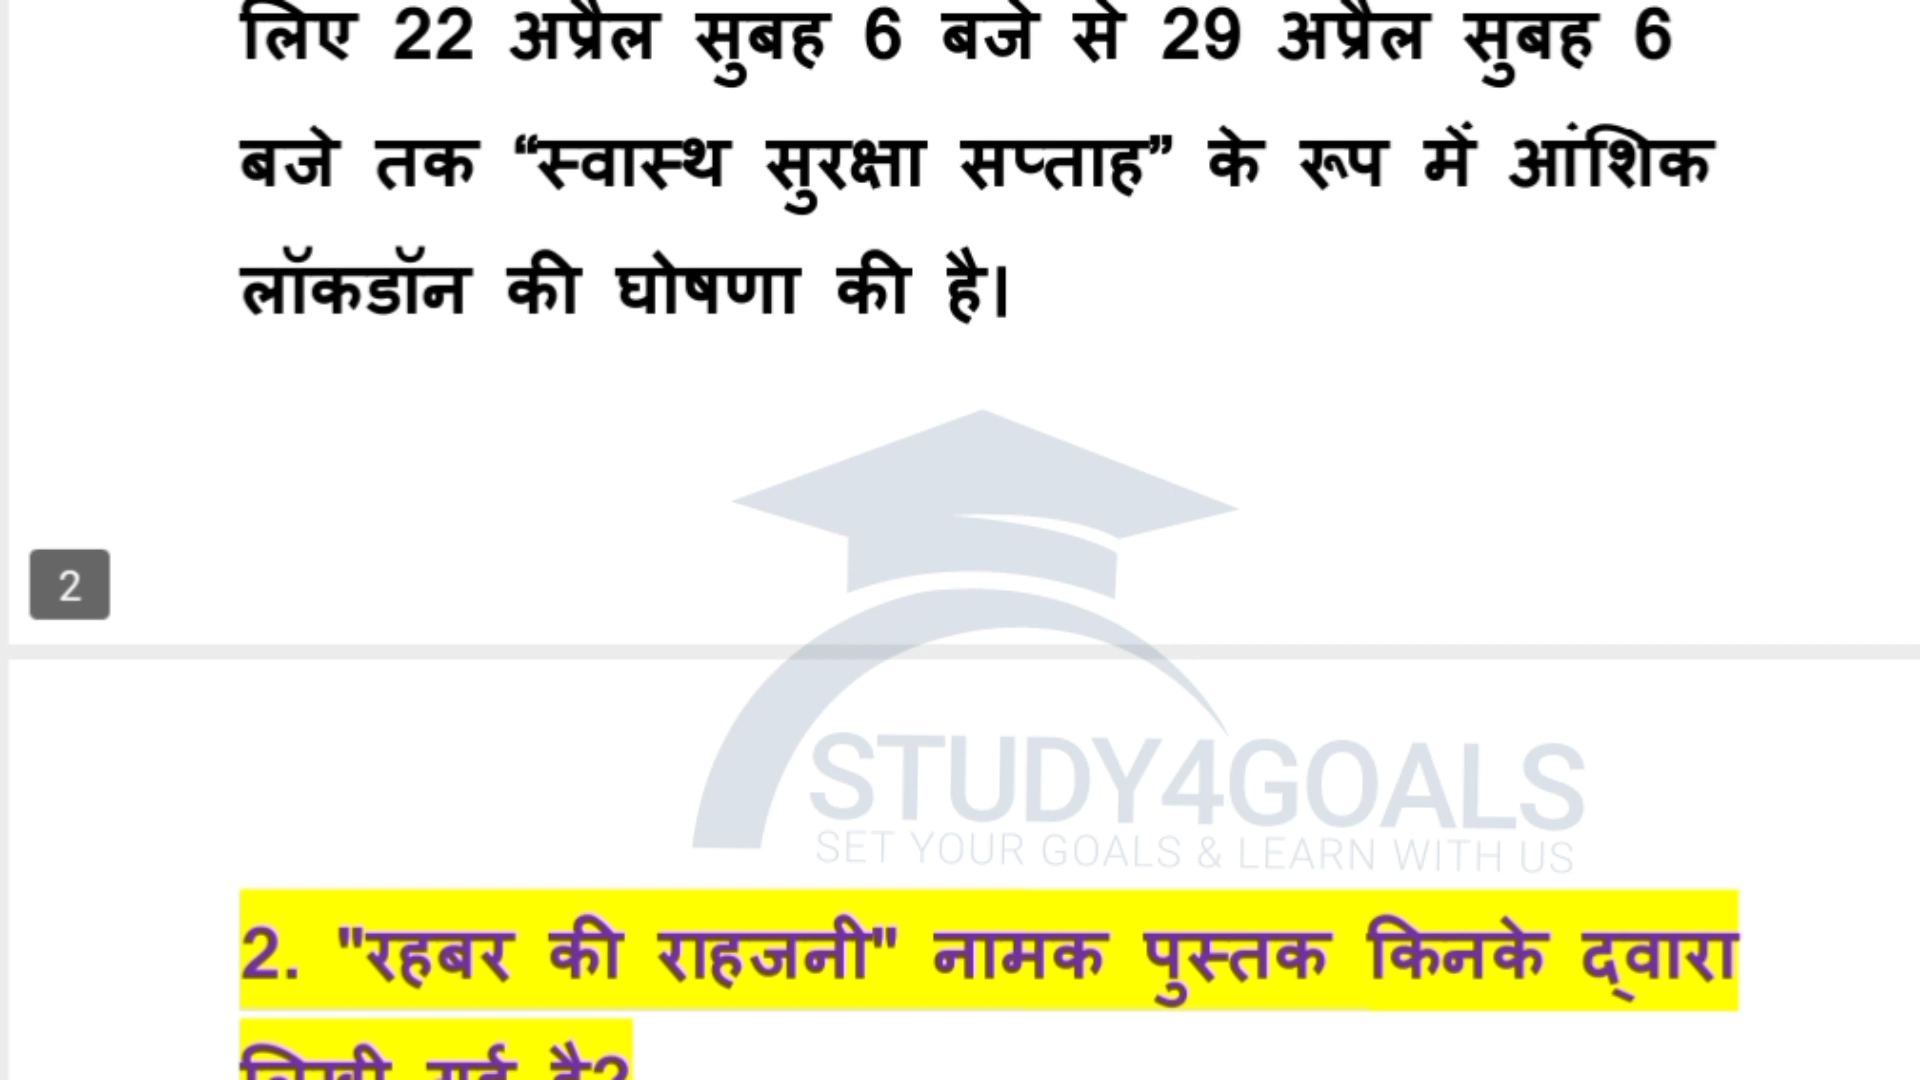 लिए 22 अप्रैल सुबह 6 बजे से 29 अप्रैल सुबह 6
बजे तक “स्वास्थ सुरक्षा सप्ताह” के रूप में आंशिक
लॉकडॉन की घोषणा की है।
2
STUDY4GOALS
SET YOUR GOALS & LEARN WITH US
2. "रहबर की राहजनी" नामक पुस्तक किनके द्वारा
लिखी गई है?